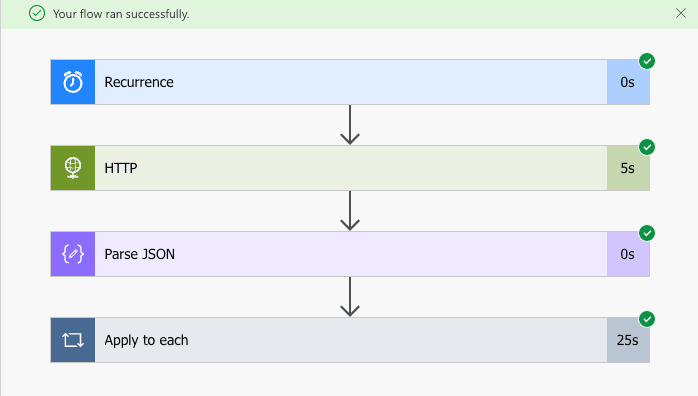 Your flow ran successfully.
Recurrence 0s
HTTP 5s
Parse JSON 0s
Apply to each 25s